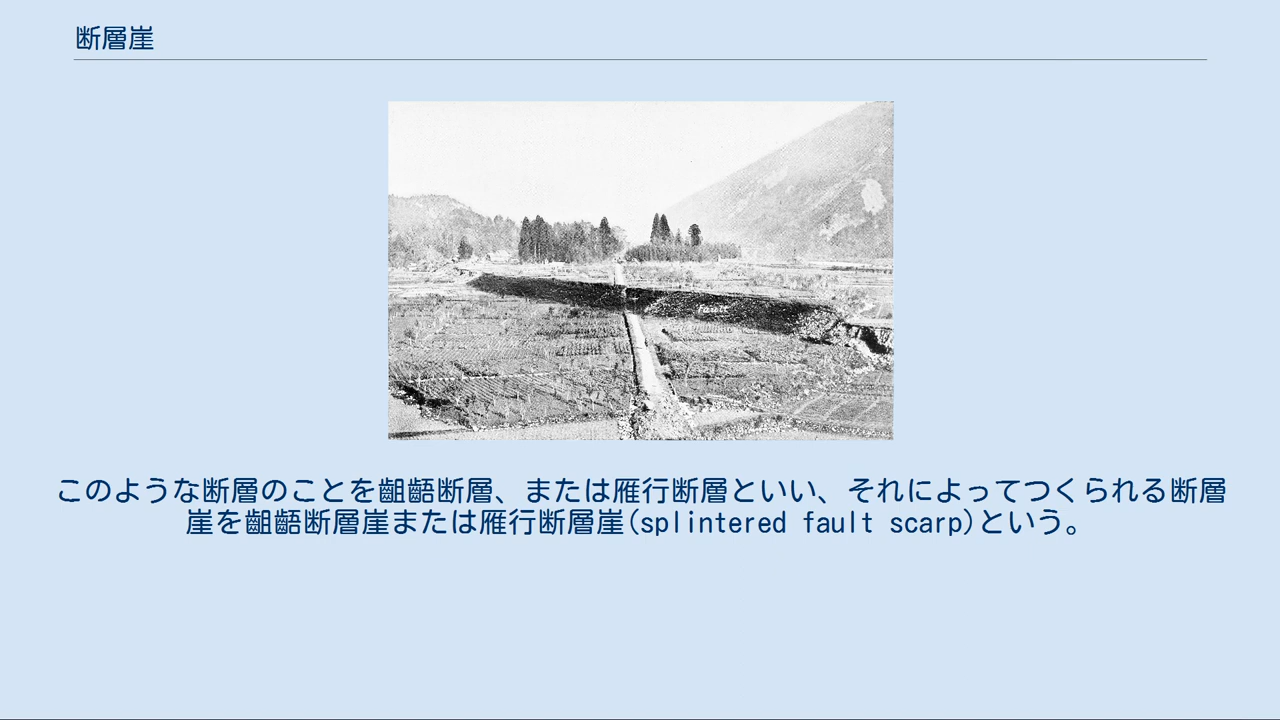 断層崖
fault
このような断層のことを齟齬断層、または雁行断層といい、それによってつくられる断層
崖を齟齬断層崖または雁行断層崖(splintered fault scarp)という。